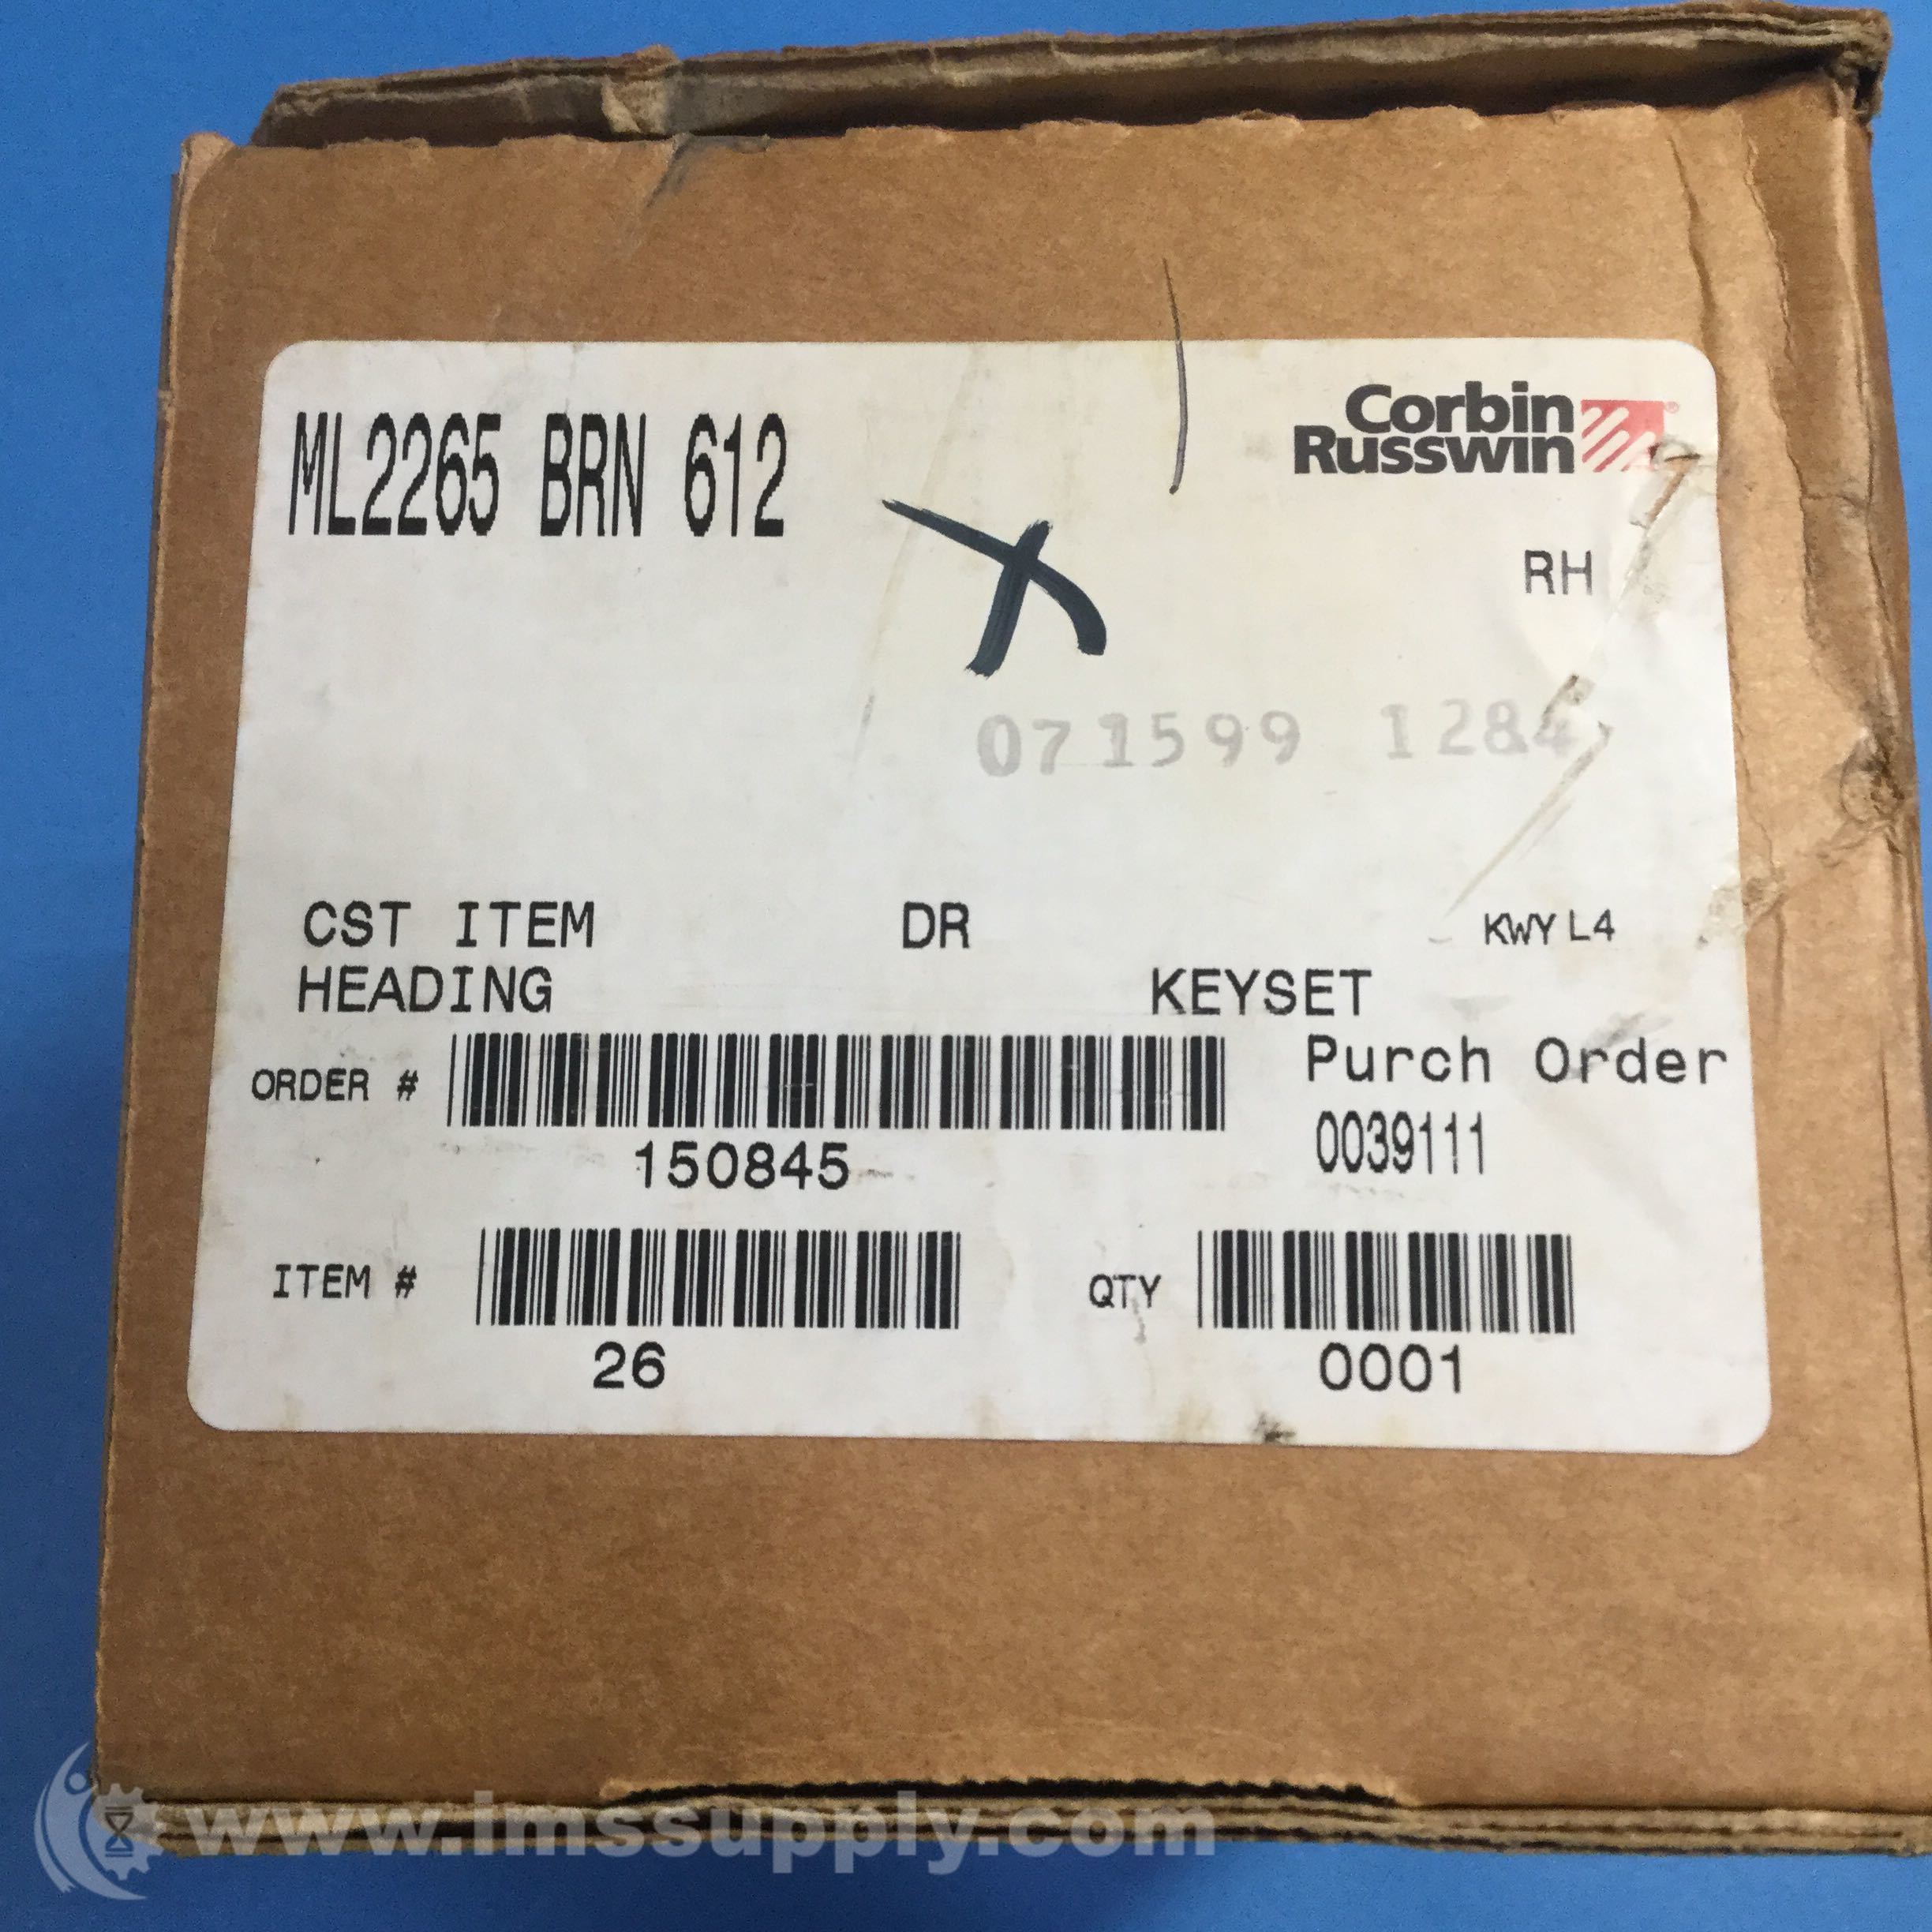 ML2265 BRN 612
Corbin
Russwin
RH
071599 1284
CST ITEM DR KWY L4
HEADING KEYSET
ORDER # Purch Order
150845 0039111
ITEM # QTY
26 0001
www.imssupply.com